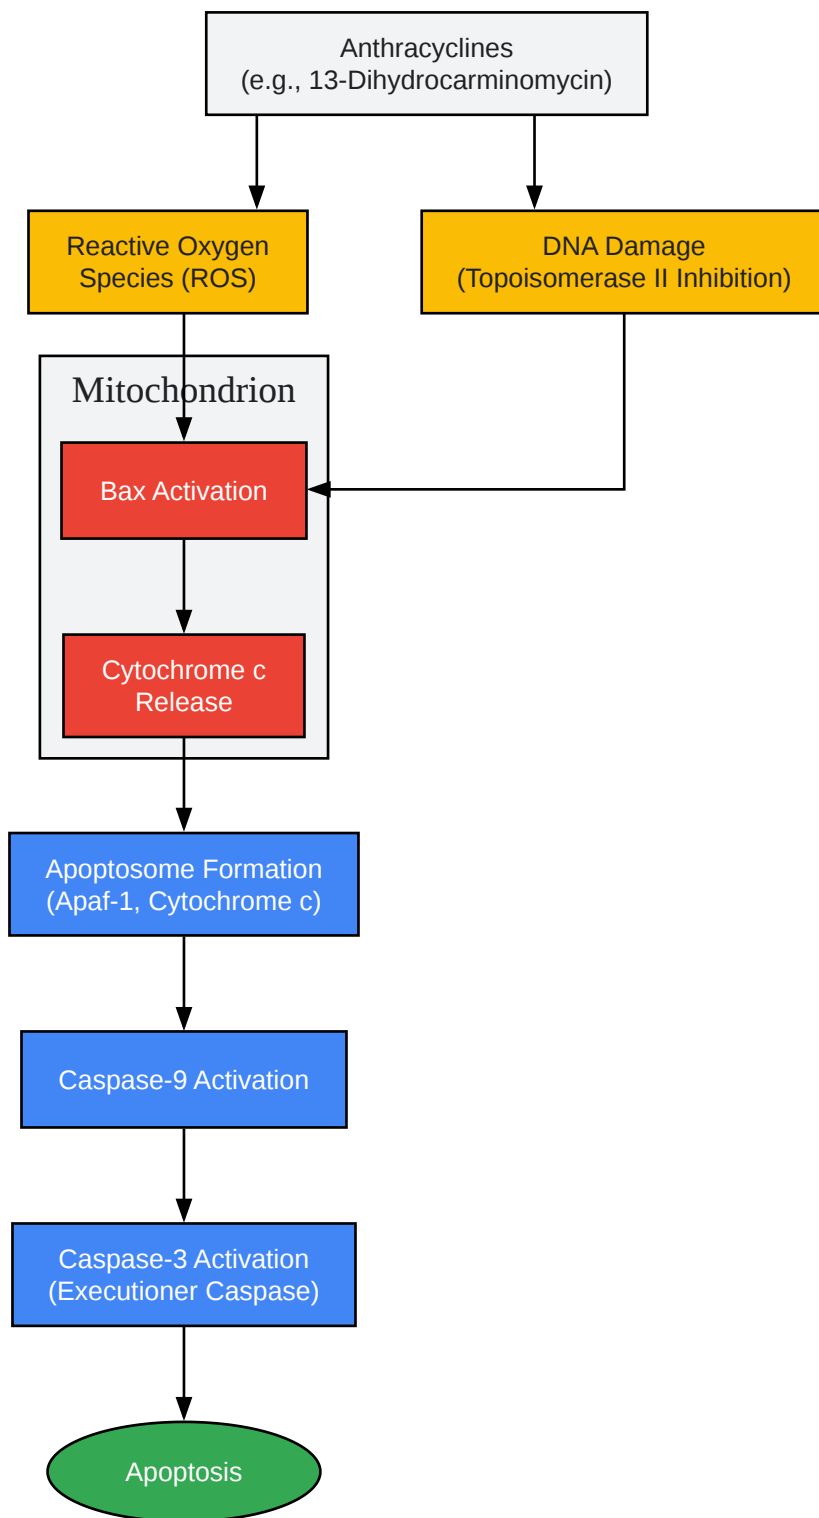 Anthracyclines
(e.g., 13-Dihydrocarminomycin)
Reactive Oxygen
Species (ROS)
DNA Damage
(Topoisomerase II Inhibition)
Mitochondrion
Bax Activation
Cytochrome c
Release
Apoptosome Formation
(Apaf-1, Cytochrome c)
Caspase-9 Activation
Caspase-3 Activation
(Executioner Caspase)
Apoptosis